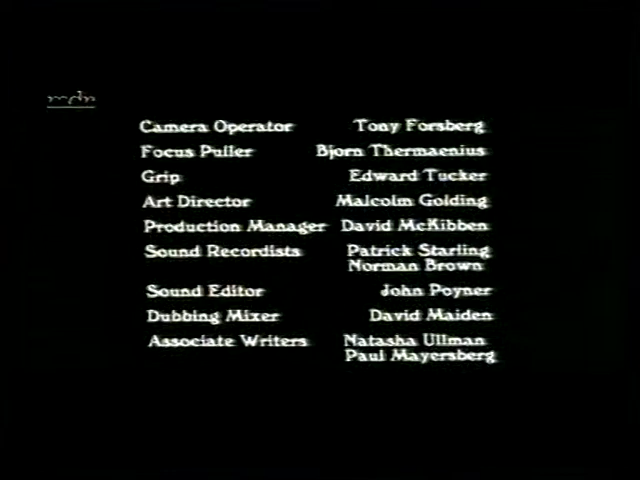 mdr
Camera Operator Tony Forsberg
Focus Puller Bjorn Thermaenius
Grip Edward Tucker
Art Director Malcolm Golding
Production Manager David McKibben
Sound Recordists Patrick Starling
Norman Brown
Sound Editor John Poyner
Dubbing Mixer David Maiden
Associate Writers Natasha Ullman
Paul Mayersberg